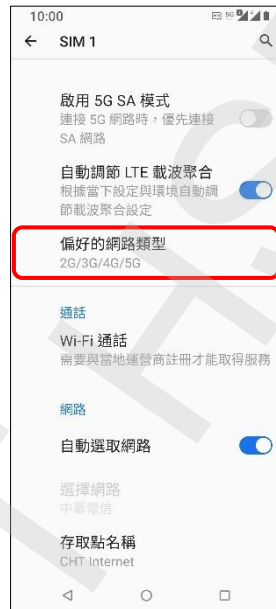 10:00
5G
SIM 1
啟用 5G SA 模式
連接 5G 網路時，優先連接
SA 網路
自動調節 LTE 載波聚合
根據當下設定與環境自動調
節載波聚合設定
偏好的網路類型
2G/3G/4G/5G
通話
Wi-Fi 通話
需要與當地運營商註冊才能取得服務
網路
自動選取網路
選擇網路
中華電信
存取點名稱
CHT Internet